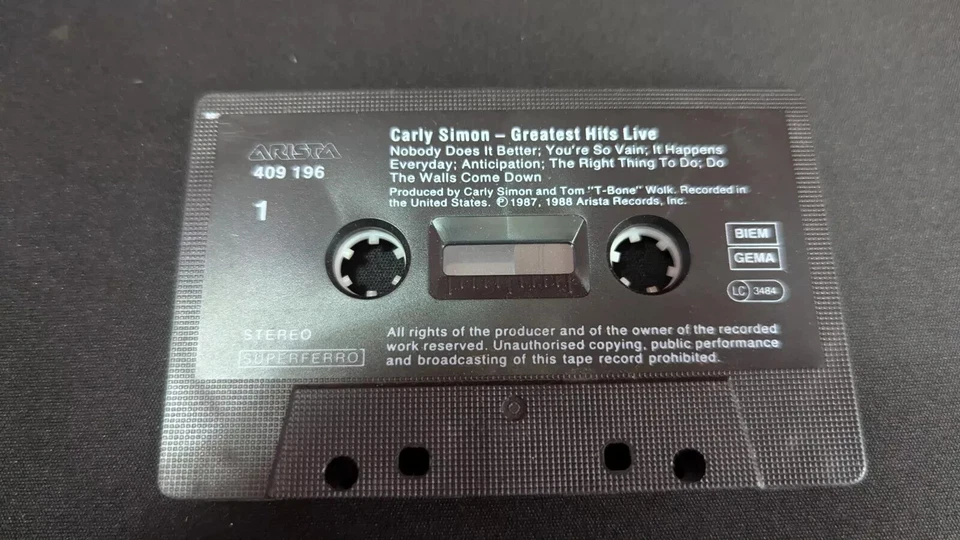 ARISTA
409 196
1
Carly Simon – Greatest Hits Live
Nobody Does It Better; You're So Vain; It Happens
Everyday; Anticipation; The Right Thing To Do; Do
The Walls Come Down
Produced by Carly Simon and Tom "T-Bone" Wolk. Recorded in
the United States. ℗1987, 1988 Arista Records, Inc.
BIEM
GEMA
LC 3484
STEREO
SUPERFERRO
All rights of the producer and of the owner of the recorded
work reserved. Unauthorised copying, public performance
and broadcasting of this tape record prohibited.